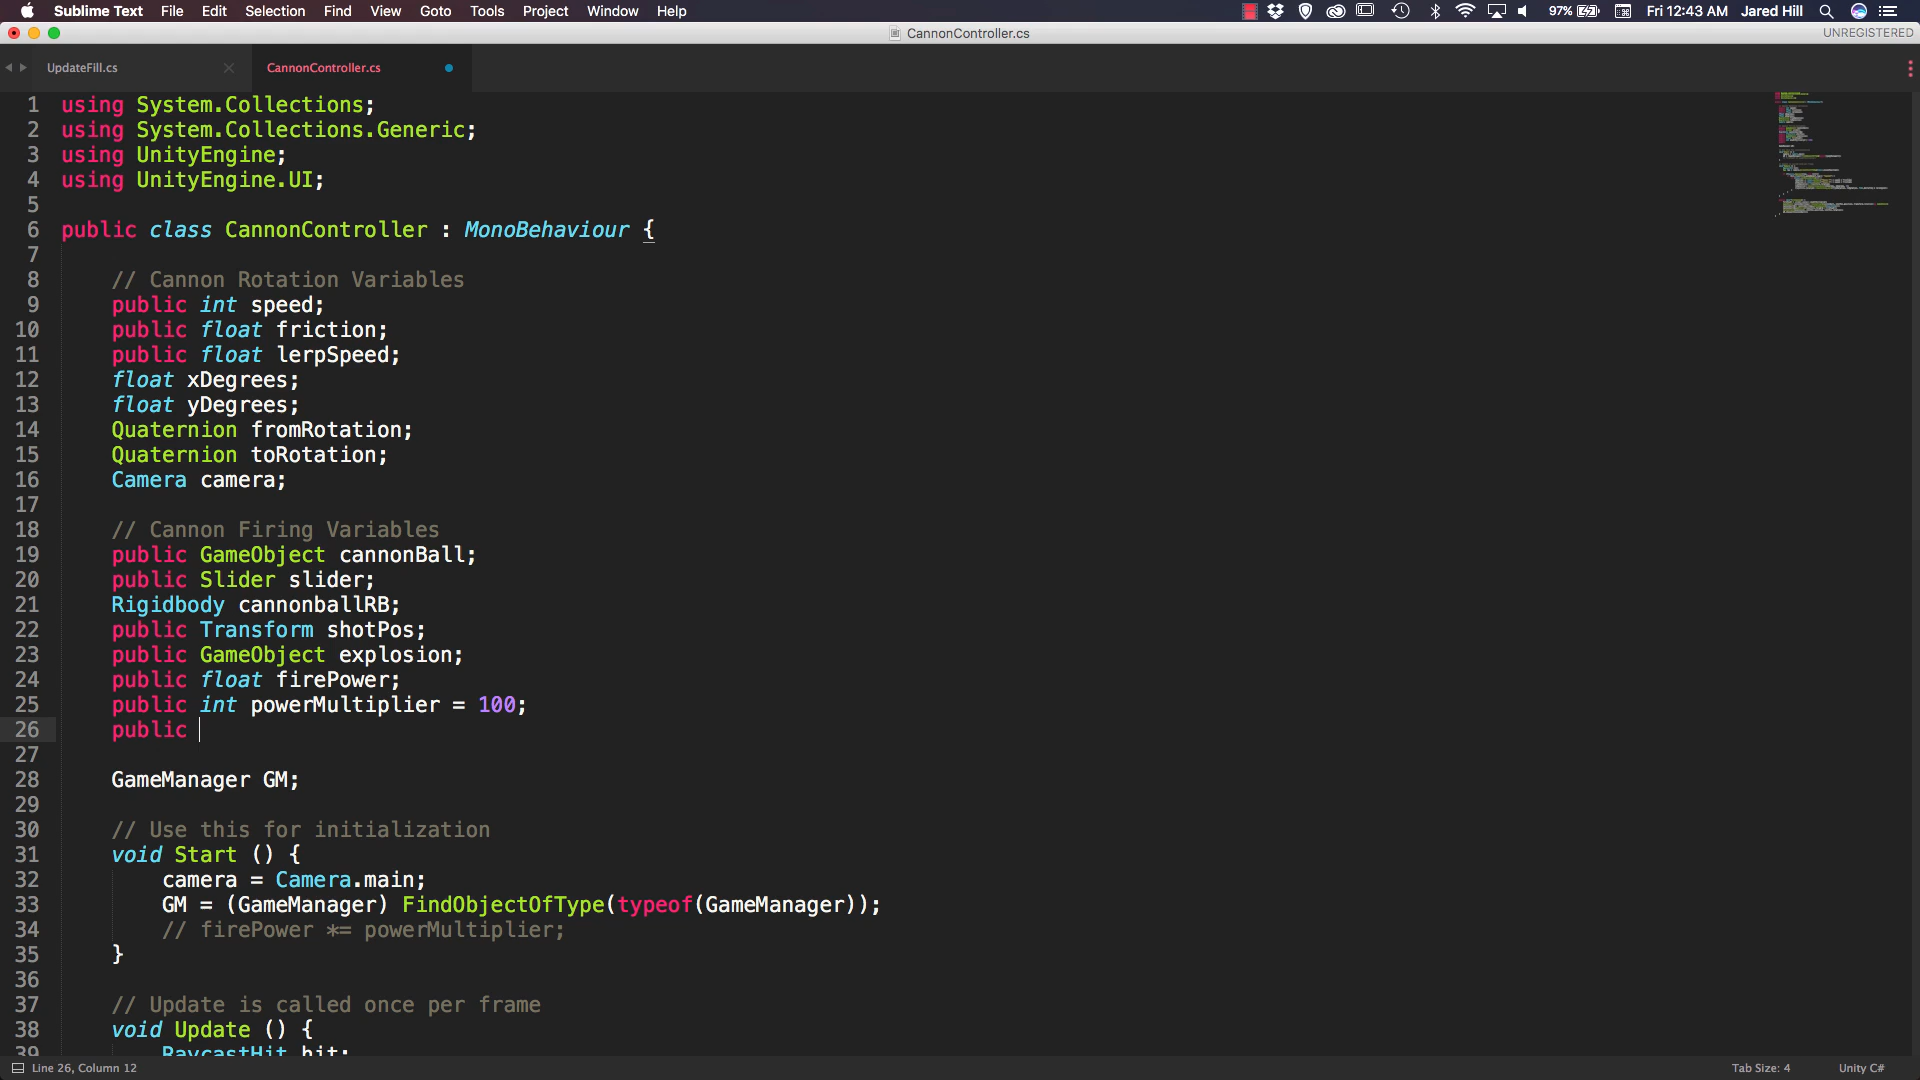 Sublime Text File Edit Selection Find View Goto Tools Project Window Help 97% Fri 12:43 AM Jared Hill
CannonController.cs UNREGISTERED
UpdateFill.cs CannonController.cs
1 using System.Collections;
2 using System.Collections.Generic;
3 using UnityEngine;
4 using UnityEngine.UI;
5
6 public class CannonController : MonoBehaviour {
7
8 // Cannon Rotation Variables
9 public int speed;
10 public float friction;
11 public float lerpSpeed;
12 float xDegrees;
13 float yDegrees;
14 Quaternion fromRotation;
15 Quaternion toRotation;
16 Camera camera;
17
18 // Cannon Firing Variables
19 public GameObject cannonBall;
20 public Slider slider;
21 Rigidbody cannonballRB;
22 public Transform shotPos;
23 public GameObject explosion;
24 public float firePower;
25 public int powerMultiplier = 100;
26 public
27
28 GameManager GM;
29
30 // Use this for initialization
31 void Start () {
32 camera = Camera.main;
33 GM = (GameManager) FindObjectOfType(typeof(GameManager));
34 // firePower *= powerMultiplier;
35 }
36
37 // Update is called once per frame
38 void Update () {
39 RaycastHit hit;
Line 26, Column 12 Tab Size: 4 Unity C#